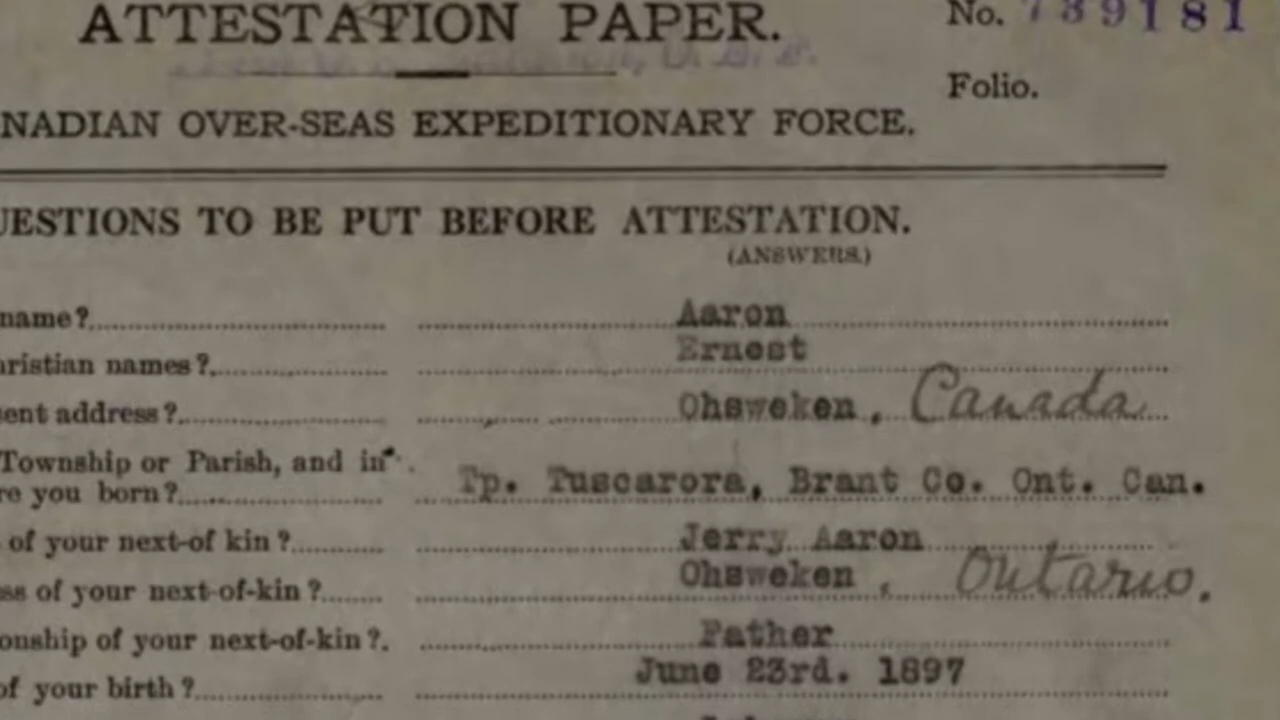 ATTESTATION PAPER.
No. 739181
Folio.
NADIAN OVER-SEAS EXPEDITIONARY FORCE.
UESTIONS TO BE PUT BEFORE ATTESTATION.
(ANSWERS.)
name? Aaron
ristian names? Ernest
ent address? Ohsweken, Canada
Township or Parish, and in
re you born? Tp. Tuscarora, Brant Co. Ont. Can.
of your next-of kin? Jerry Aaron
ss of your next-of-kin? Ohsweken, Ontario.
onship of your next-of-kin? Father
of your birth? June 23rd. 1897